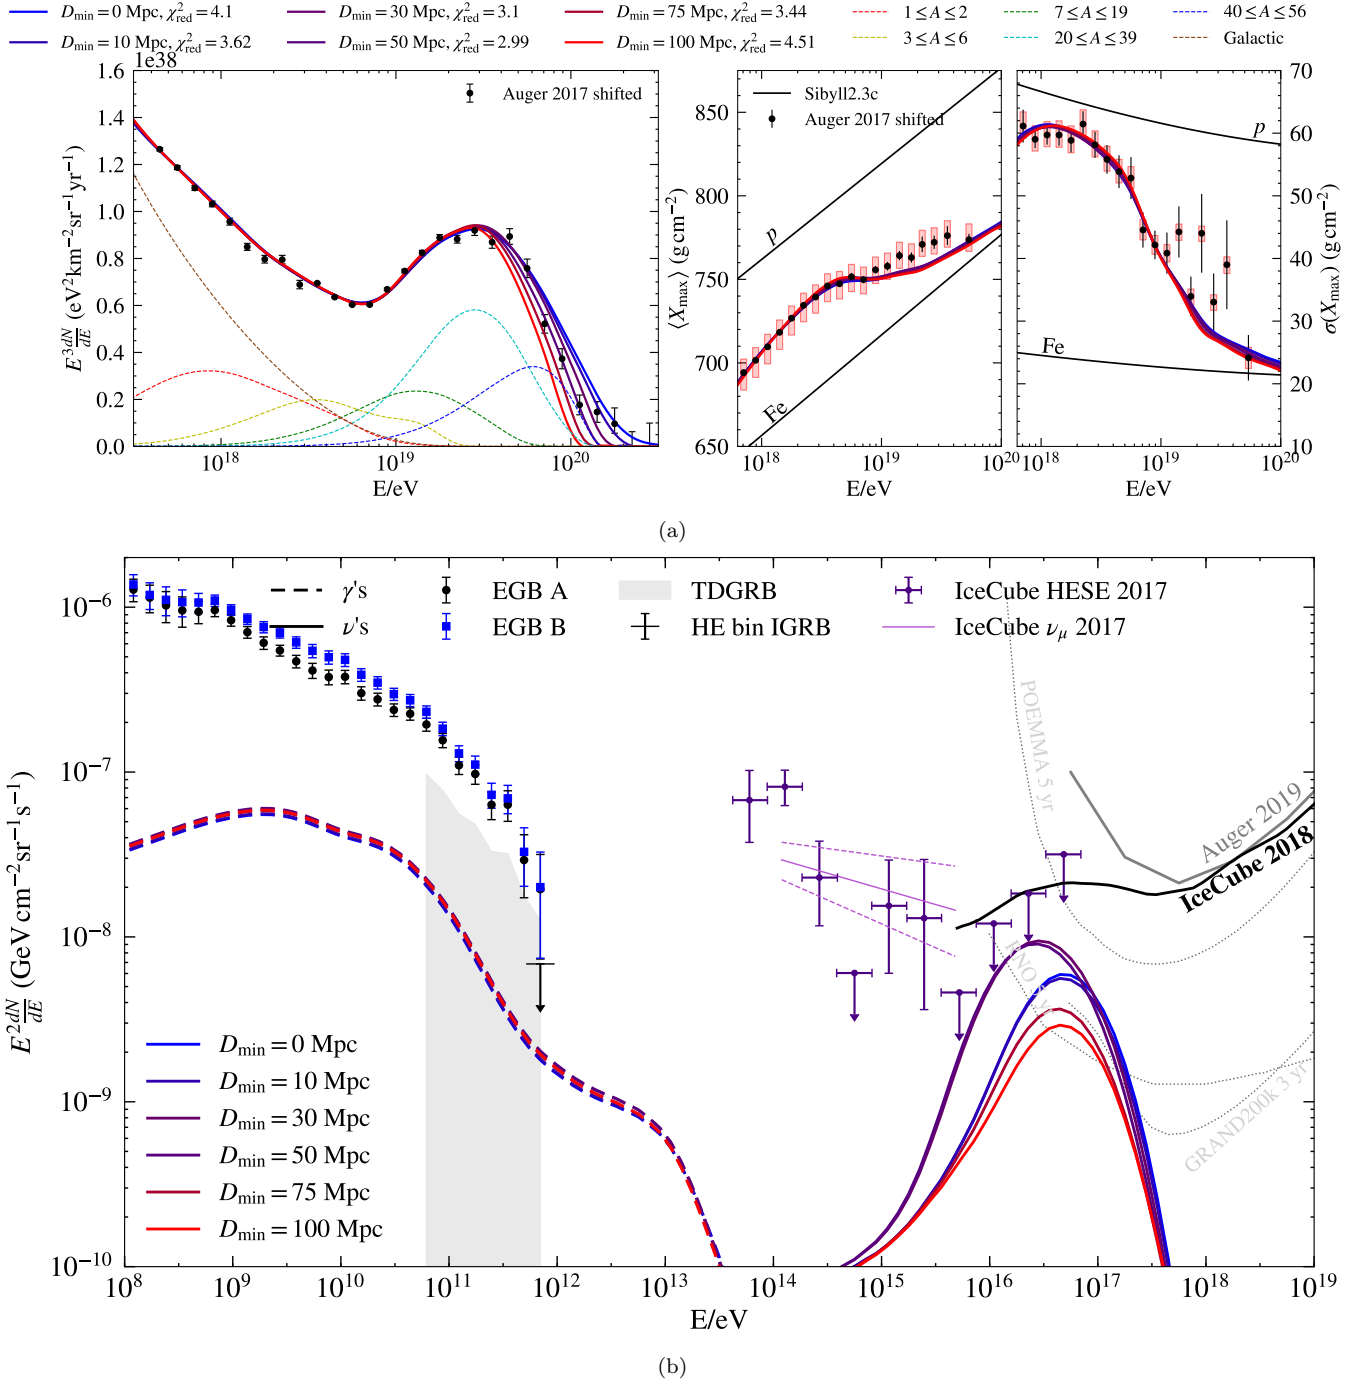 D_min = 0 Mpc, χ²_red = 4.1
D_min = 10 Mpc, χ²_red = 3.62
D_min = 30 Mpc, χ²_red = 3.1
D_min = 50 Mpc, χ²_red = 2.99
D_min = 75 Mpc, χ²_red = 3.44
D_min = 100 Mpc, χ²_red = 4.51
1 ≤ A ≤ 2
3 ≤ A ≤ 6
7 ≤ A ≤ 19
20 ≤ A ≤ 39
40 ≤ A ≤ 56
Galactic
1e38
1.6
1.4
1.2
1.0
0.8
0.6
0.4
0.2
0.0
E³ dN/dE (eV² km⁻² sr⁻¹ yr⁻¹)
Auger 2017 shifted
10¹⁸
10¹⁹
10²⁰
E/eV
850
800
750
700
650
⟨X_max⟩ (g cm⁻²)
Sibyll2.3c
Auger 2017 shifted
p
Fe
10¹⁸
10¹⁹
10²⁰
E/eV
p
Fe
10¹⁸
10¹⁹
10²⁰
E/eV
70
60
50
40
30
20
10
σ(X_max) (g cm⁻²)
(a)
γ's
ν's
EGB A
EGB B
TDGRB
HE bin IGRB
IceCube HESE 2017
IceCube ν_μ 2017
POEMMA 5 yr
Auger 2019
IceCube 2018
GRAND200k 3 yr
10⁻⁶
10⁻⁷
10⁻⁸
10⁻⁹
10⁻¹⁰
E² dN/dE (GeV cm⁻² sr⁻¹ s⁻¹)
D_min = 0 Mpc
D_min = 10 Mpc
D_min = 30 Mpc
D_min = 50 Mpc
D_min = 75 Mpc
D_min = 100 Mpc
10⁸
10⁹
10¹⁰
10¹¹
10¹²
10¹³
10¹⁴
10¹⁵
10¹⁶
10¹⁷
10¹⁸
10¹⁹
E/eV
(b)